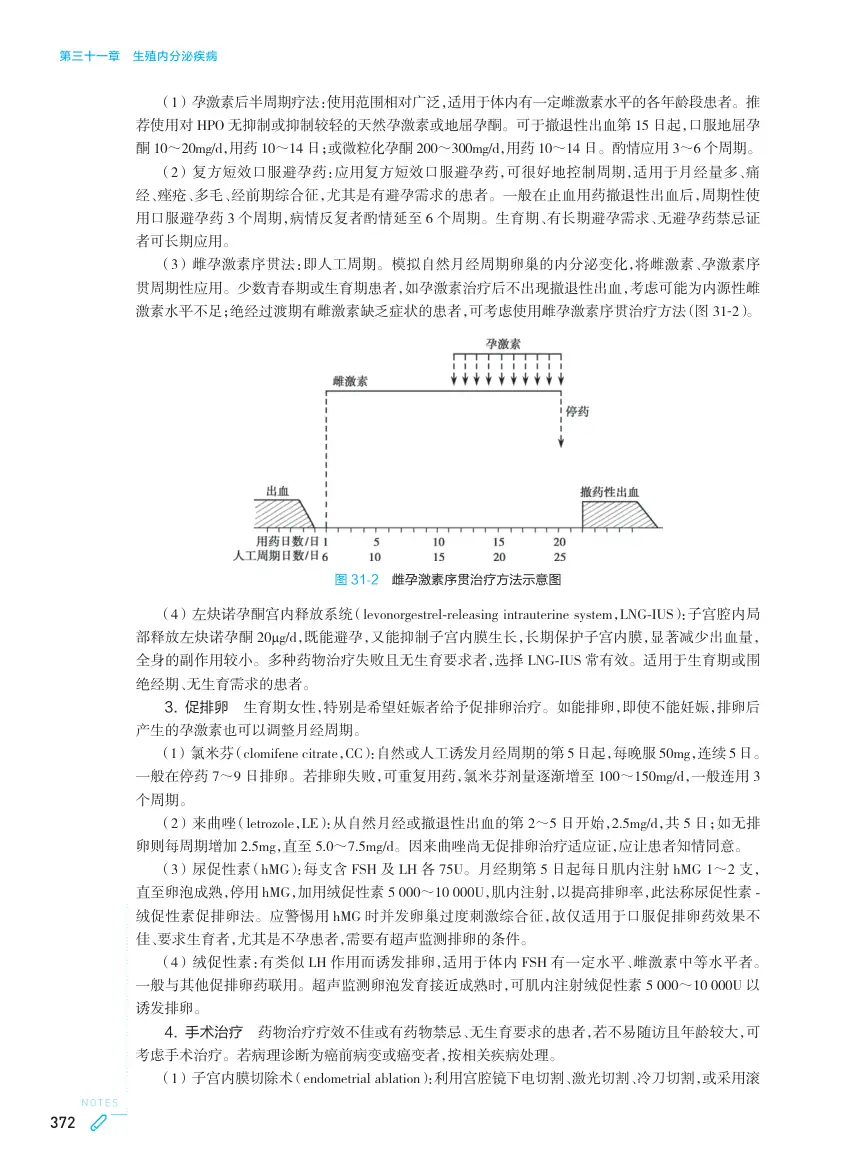 第三十一章　生殖内分泌疾病
（1）孕激素后半周期疗法：使用范围相对广泛，适用于体内有一定雌激素水平的各年龄段患者。推
荐使用对 HPO 无抑制或抑制较轻的天然孕激素或地屈孕酮。可于撤退性出血第 15 日起，口服地屈孕
酮 10～20mg/d，用药 10～14 日；或微粒化孕酮 200～300mg/d，用药 10～14 日。酌情应用 3～6 个周期。
（2）复方短效口服避孕药：应用复方短效口服避孕药，可很好地控制周期，适用于月经量多、痛
经、痤疮、多毛、经前期综合征，尤其是有避孕需求的患者。一般在止血用药撤退性出血后，周期性使
用口服避孕药 3 个周期，病情反复者酌情延至 6 个周期。生育期、有长期避孕需求、无避孕药禁忌证
者可长期应用。
（3）雌孕激素序贯法：即人工周期。模拟自然月经周期卵巢的内分泌变化，将雌激素、孕激素序
贯周期性应用。少数青春期或生育期患者，如孕激素治疗后不出现撤退性出血，考虑可能为内源性雌
激素水平不足；绝经过渡期有雌激素缺乏症状的患者，可考虑使用雌孕激素序贯治疗方法（图 31-2）。
孕激素
雌激素
停药
出血
撤药性出血
用药日数/日 1 5 10 15 20
人工周期日数/日 6 10 15 20 25
图 31-2　雌孕激素序贯治疗方法示意图
（4）左炔诺孕酮宫内释放系统（levonorgestrel-releasing intrauterine system，LNG-IUS）：子宫腔内局
部释放左炔诺孕酮 20μg/d，既能避孕，又能抑制子宫内膜生长，长期保护子宫内膜，显著减少出血量，
全身的副作用较小。多种药物治疗失败且无生育要求者，选择 LNG-IUS 常有效。适用于生育期或围
绝经期、无生育需求的患者。
3. 促排卵　生育期女性，特别是希望妊娠者给予促排卵治疗。如能排卵，即使不能妊娠，排卵后
产生的孕激素也可以调整月经周期。
（1）氯米芬（clomifene citrate，CC）：自然或人工诱发月经周期的第 5 日起，每晚服 50mg，连续 5 日。
一般在停药 7～9 日排卵。若排卵失败，可重复用药，氯米芬剂量逐渐增至 100～150mg/d，一般连用 3
个周期。
（2）来曲唑（letrozole，LE）：从自然月经或撤退性出血的第 2～5 日开始，2.5mg/d，共 5 日；如无排
卵则每周期增加 2.5mg，直至 5.0～7.5mg/d。因来曲唑尚无促排卵治疗适应证，应让患者知情同意。
（3）尿促性素（hMG）：每支含 FSH 及 LH 各 75U。月经期第 5 日起每日肌内注射 hMG 1～2 支，
直至卵泡成熟，停用 hMG，加用绒促性素 5 000～10 000U，肌内注射，以提高排卵率，此法称尿促性素 -
绒促性素促排卵法。应警惕用 hMG 时并发卵巢过度刺激综合征，故仅适用于口服促排卵药效果不
佳、要求生育者，尤其是不孕患者，需要有超声监测排卵的条件。
（4）绒促性素：有类似 LH 作用而诱发排卵，适用于体内 FSH 有一定水平、雌激素中等水平者。
一般与其他促排卵药联用。超声监测卵泡发育接近成熟时，可肌内注射绒促性素 5 000～10 000U 以
诱发排卵。
4. 手术治疗　药物治疗疗效不佳或有药物禁忌、无生育要求的患者，若不易随访且年龄较大，可
考虑手术治疗。若病理诊断为癌前病变或癌变者，按相关疾病处理。
（1）子宫内膜切除术（endometrial ablation）：利用宫腔镜下电切割、激光切割、冷刀切割，或采用滚
NOTES
372